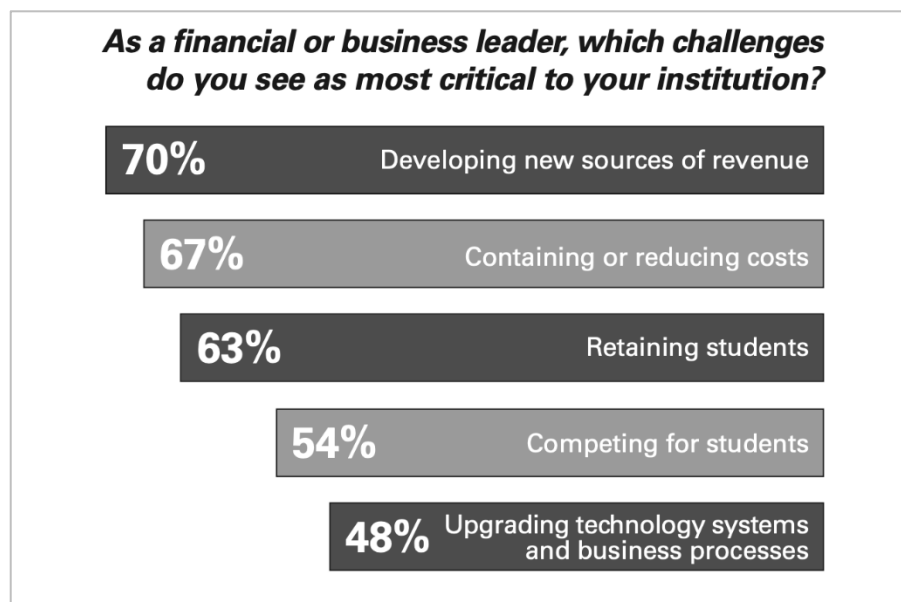 As a financial or business leader, which challenges
do you see as most critical to your institution?
70% Developing new sources of revenue
67% Containing or reducing costs
63% Retaining students
54% Competing for students
48% Upgrading technology systems
and business processes